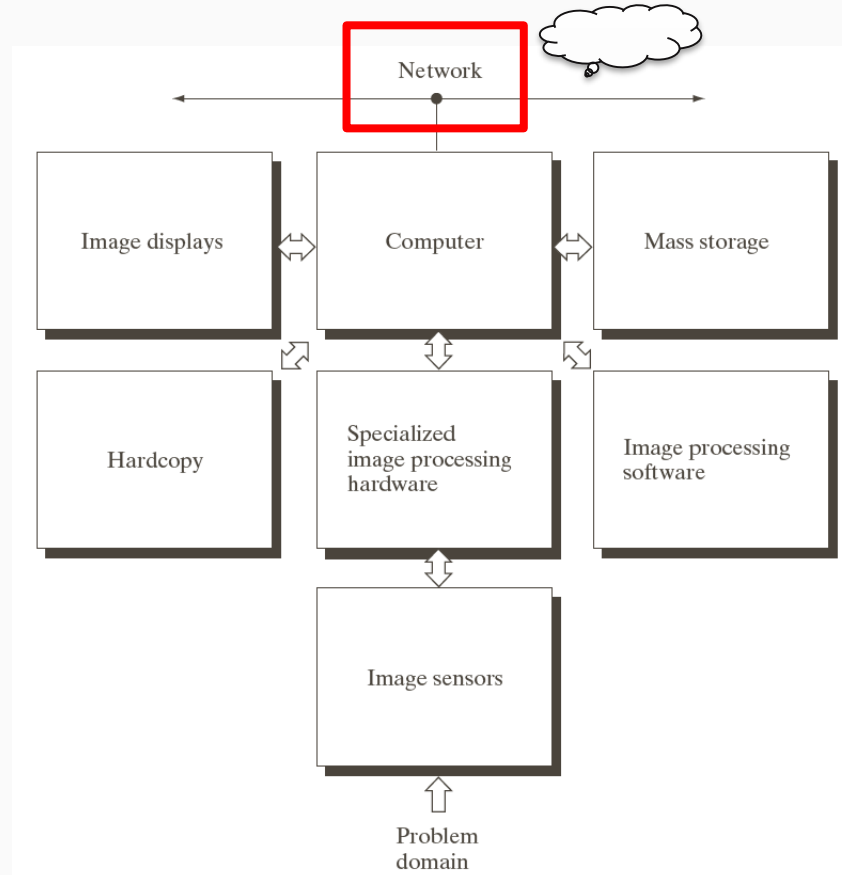 Network
Image displays
Computer
Mass storage
Hardcopy
Specialized
image processing
hardware
Image processing
software
Image sensors
Problem
domain